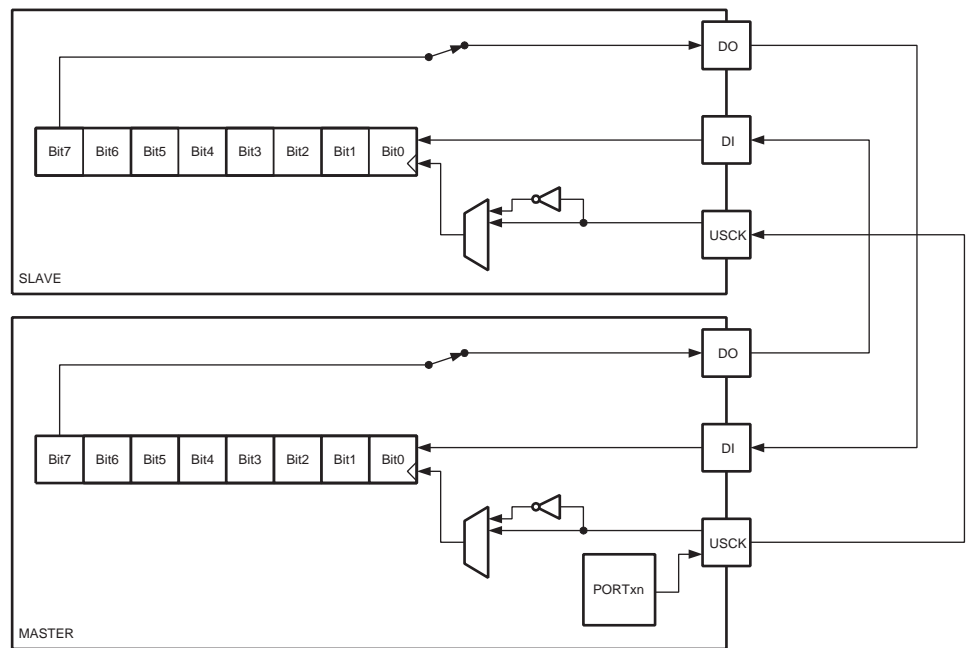 DO
Bit7 Bit6 Bit5 Bit4 Bit3 Bit2 Bit1 Bit0
DI
USCK
SLAVE
DO
Bit7 Bit6 Bit5 Bit4 Bit3 Bit2 Bit1 Bit0
DI
USCK
PORTxn
MASTER